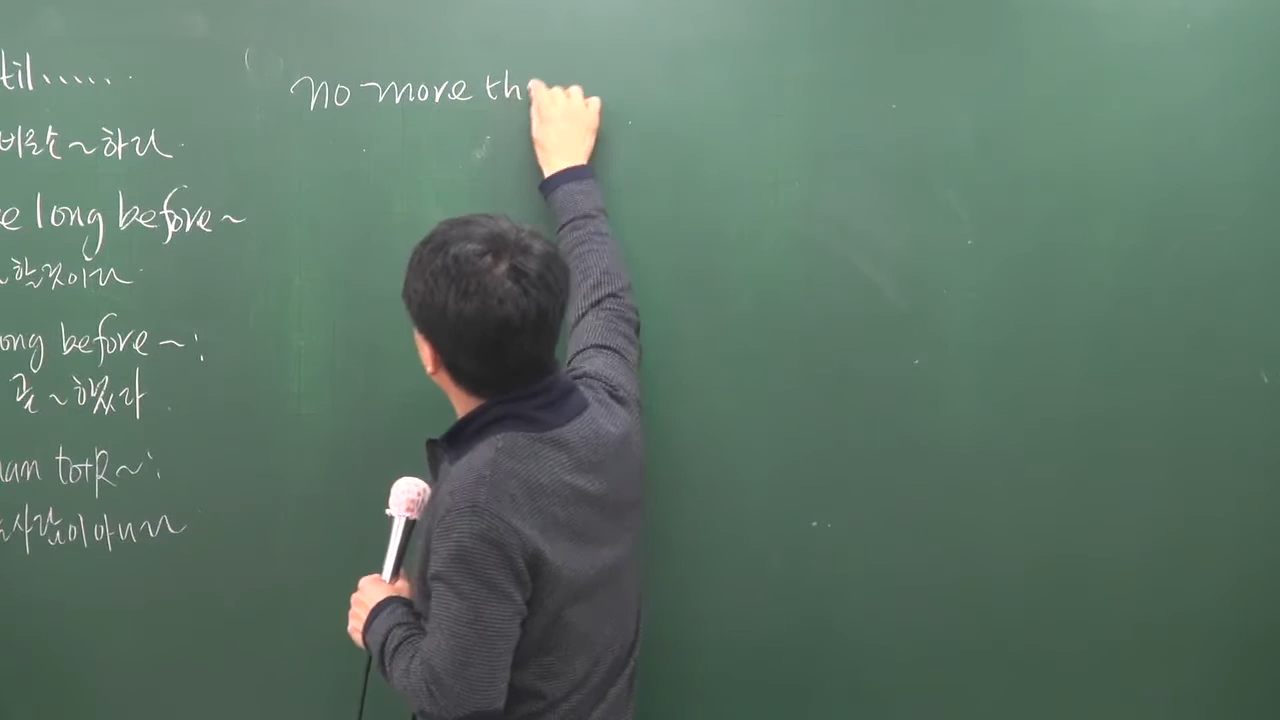 til......
비로소~하다
e long before~
할것이다
ong before~;
곧~했다
an to+R~;
사람이아니다
no more th